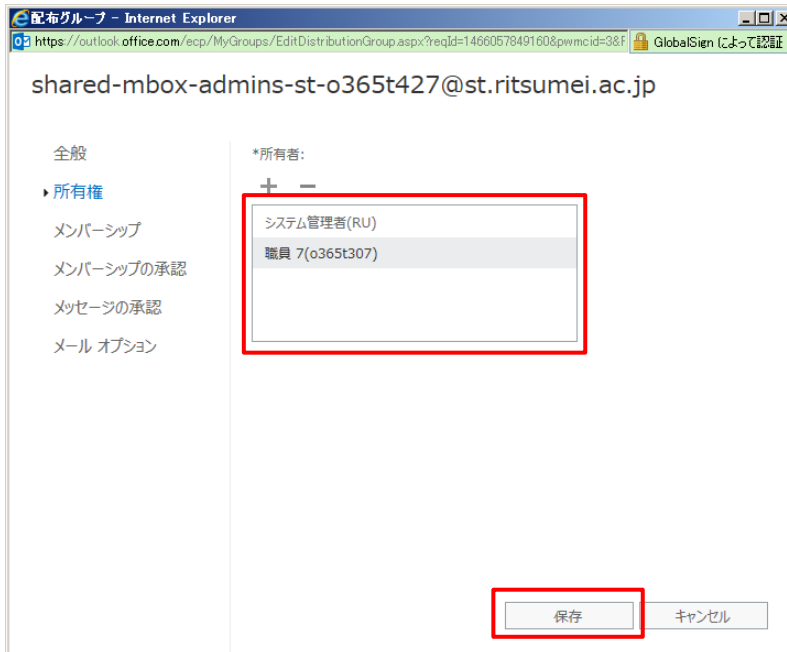 配布グループ - Internet Explorer
https://outlook.office.com/ecp/MyGroups/EditDistributionGroup.aspx?reqId=1466057849160&pwmcid=3&F
GlobalSign によって認証
shared-mbox-admins-st-o365t427@st.ritsumei.ac.jp
全般
所有権
メンバーシップ
メンバーシップの承認
メッセージの承認
メール オプション
*所有者:
システム管理者(RU)
職員 7(o365t307)
保存
キャンセル